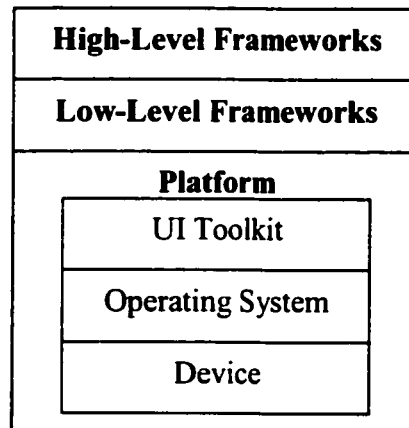 High-Level Frameworks
Low-Level Frameworks
Platform
UI Toolkit
Operating System
Device